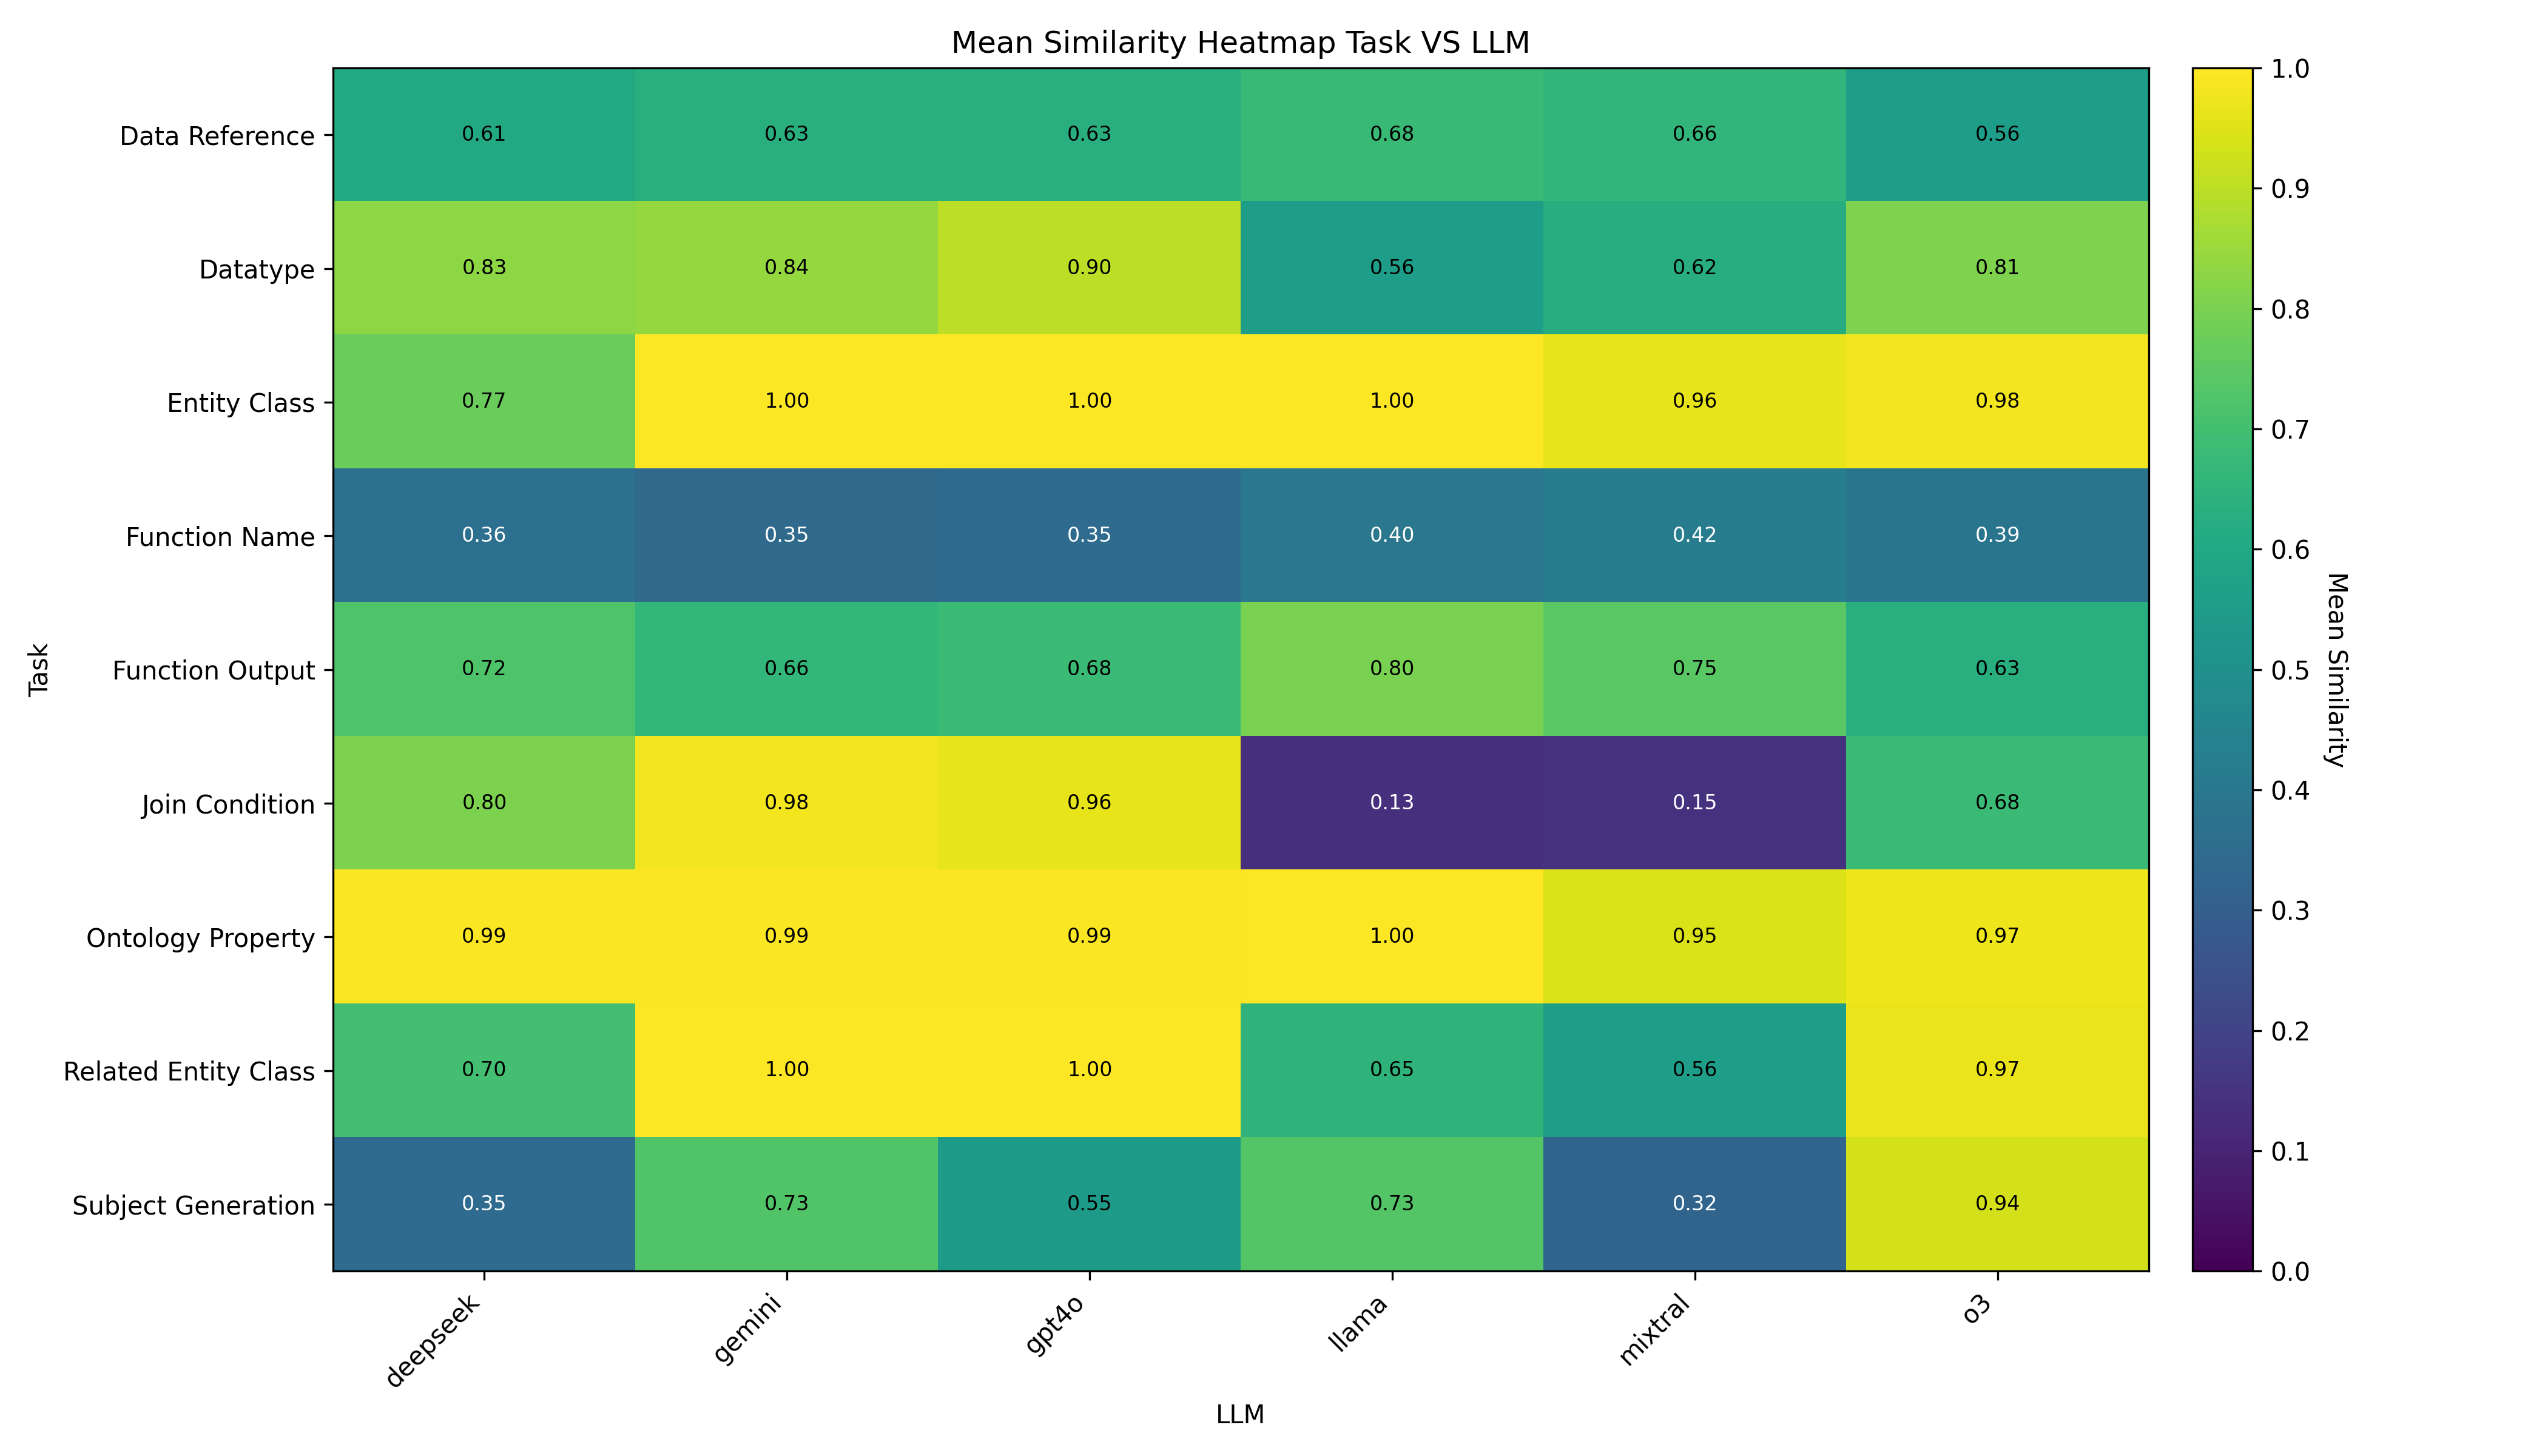 Mean Similarity Heatmap Task VS LLM
Data Reference 0.61 0.63 0.63 0.68 0.66 0.56
Datatype 0.83 0.84 0.90 0.56 0.62 0.81
Entity Class 0.77 1.00 1.00 1.00 0.96 0.98
Function Name 0.36 0.35 0.35 0.40 0.42 0.39
Function Output 0.72 0.66 0.68 0.80 0.75 0.63
Join Condition 0.80 0.98 0.96 0.13 0.15 0.68
Ontology Property 0.99 0.99 0.99 1.00 0.95 0.97
Related Entity Class 0.70 1.00 1.00 0.65 0.56 0.97
Subject Generation 0.35 0.73 0.55 0.73 0.32 0.94
deepseek gemini gpt4o llama mixtral o3
LLM
Task
1.0
0.9
0.8
0.7
0.6
0.5
0.4
0.3
0.2
0.1
0.0
Mean Similarity